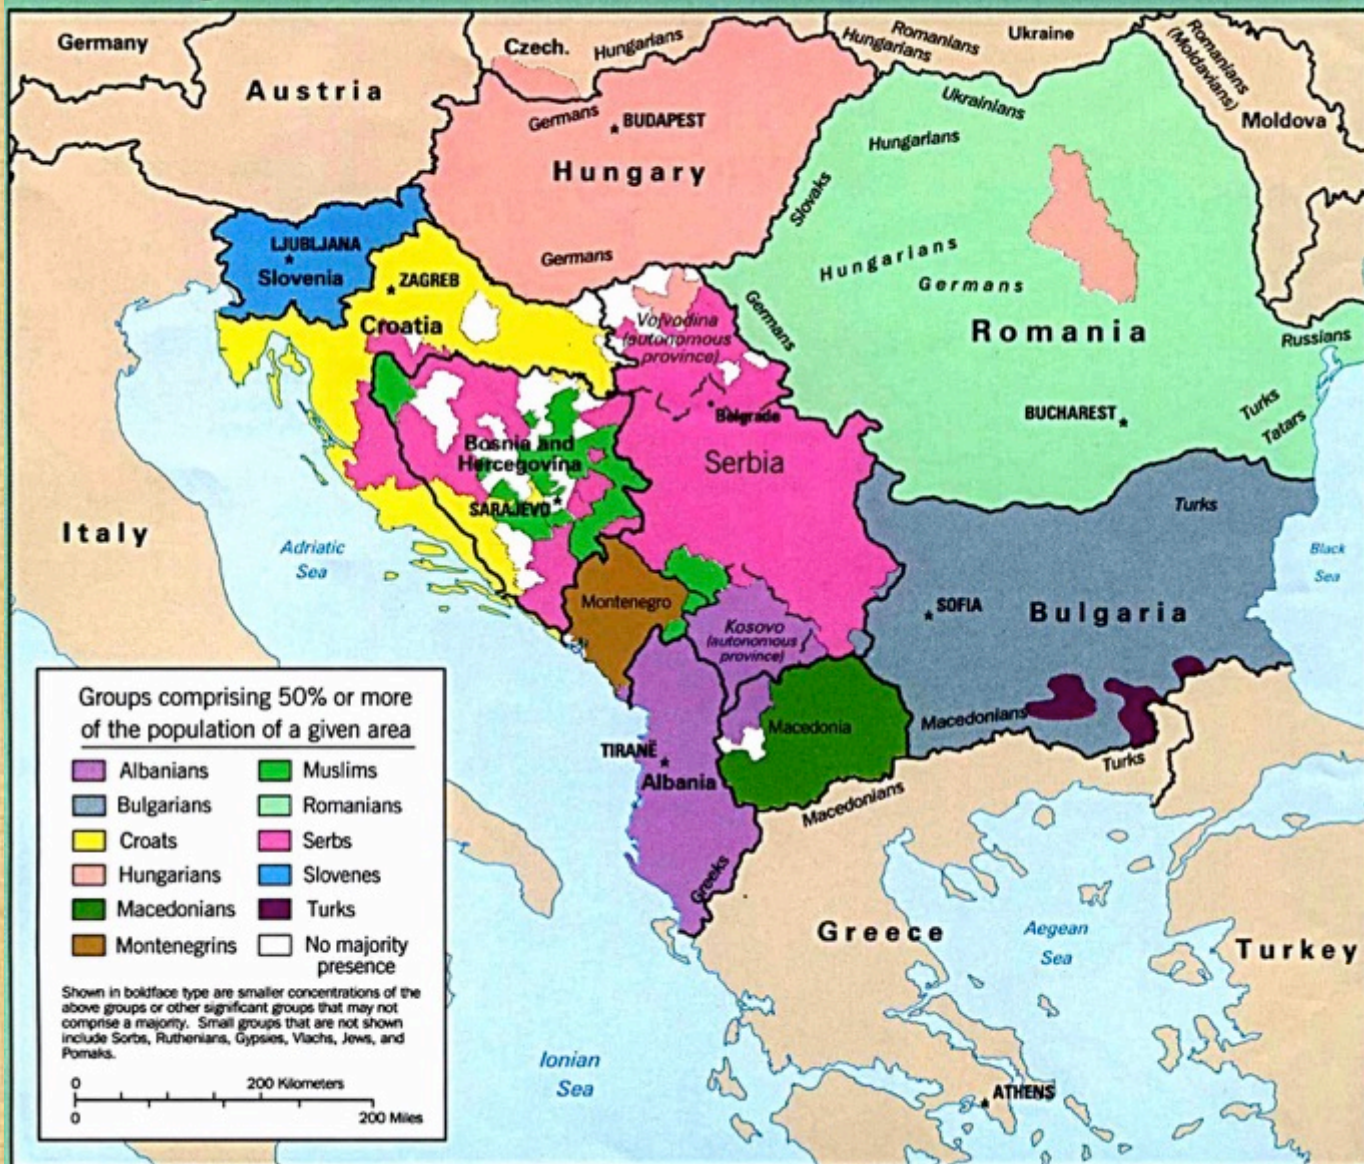 Germany
Czech.
Hungarians
Hungarians
Romanians
Ukraine
Romanians
(Moldavians)
Austria
Germans
BUDAPEST
Ukrainians
Moldova
Hungary
Hungarians
Slovaks
LJUBLJANA
Slovenia
Germans
Hungarians
Germans
ZAGREB
Croatia
Vojvodina
(autonomous
province)
Germans
Romania
Russians
Belgrade
BUCHAREST
Turks
Tatars
Bosnia and
Hercegovina
Serbia
SARAJEVO
Turks
Italy
Adriatic
Sea
Black
Sea
Montenegro
Kosovo
(autonomous
province)
SOFIA
Bulgaria
Macedonia
Macedonians
TIRANË
Albania
Turks
Macedonians
Greeks
Greece
Aegean
Sea
Turkey
Ionian
Sea
ATHENS
Groups comprising 50% or more
of the population of a given area
Albanians
Muslims
Bulgarians
Romanians
Croats
Serbs
Hungarians
Slovenes
Macedonians
Turks
Montenegrins
No majority
presence
Shown in boldface type are smaller concentrations of the
above groups or other significant groups that may not
comprise a majority. Small groups that are not shown
include Sorbs, Ruthenians, Gypsies, Vlachs, Jews, and
Pomaks.
0 200 Kilometers
0 200 Miles